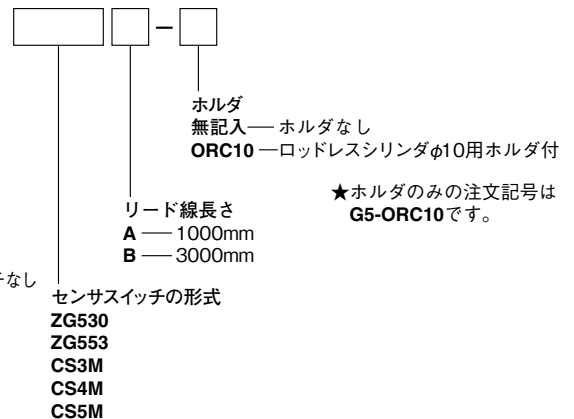 ホルダ
無記入── ホルダなし
ORC10 ─ロッドレスシリンダφ10用ホルダ付
★ホルダのみの注文記号は
G5-ORC10です。
リード線長さ
A ── 1000mm
B ── 3000mm
なし
センサスイッチの形式
ZG530
ZG553
CS3M
CS4M
CS5M